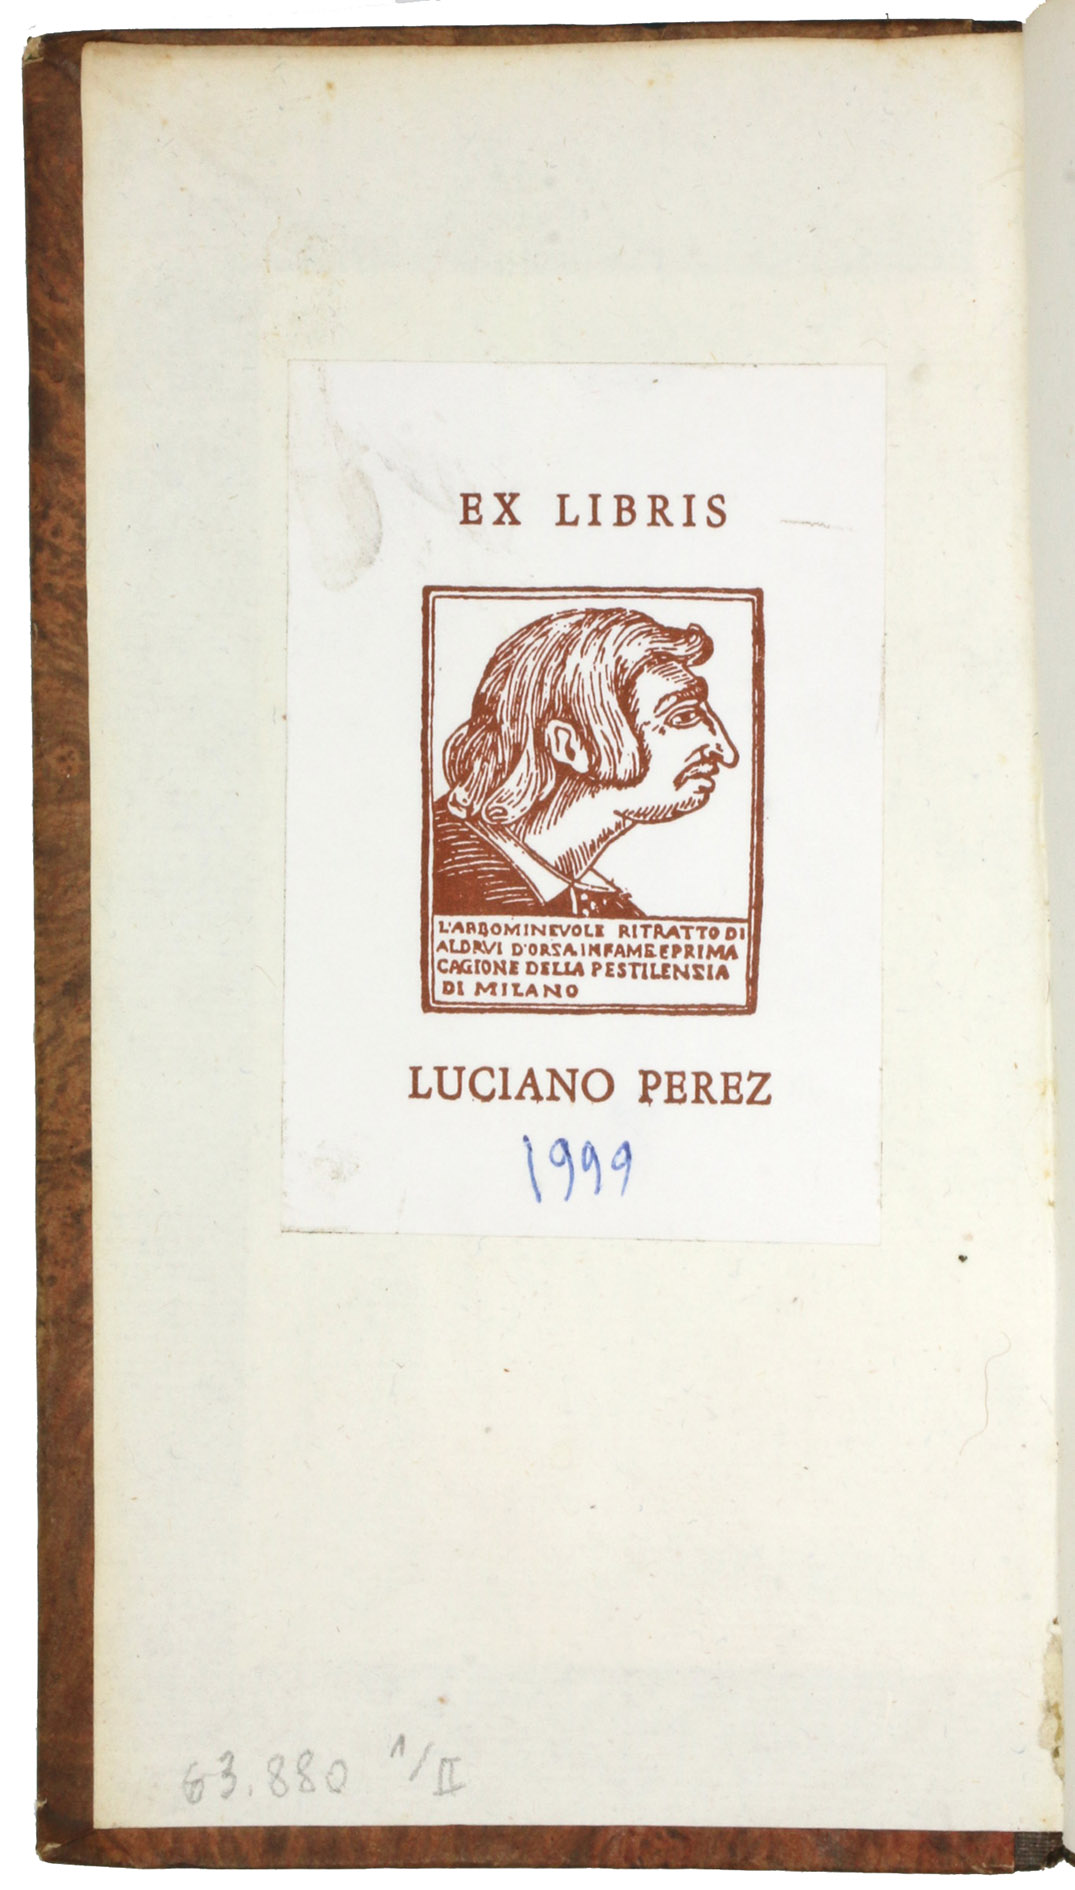 EX LIBRIS
L'ABBOMINEVOLE RITRATTO DI
ALDRVI D'ORSA INFAME E PRIMA
CAGIONE DELLA PESTILENSIA
DI MILANO
LUCIANO PEREZ
1999
63.880 1/II